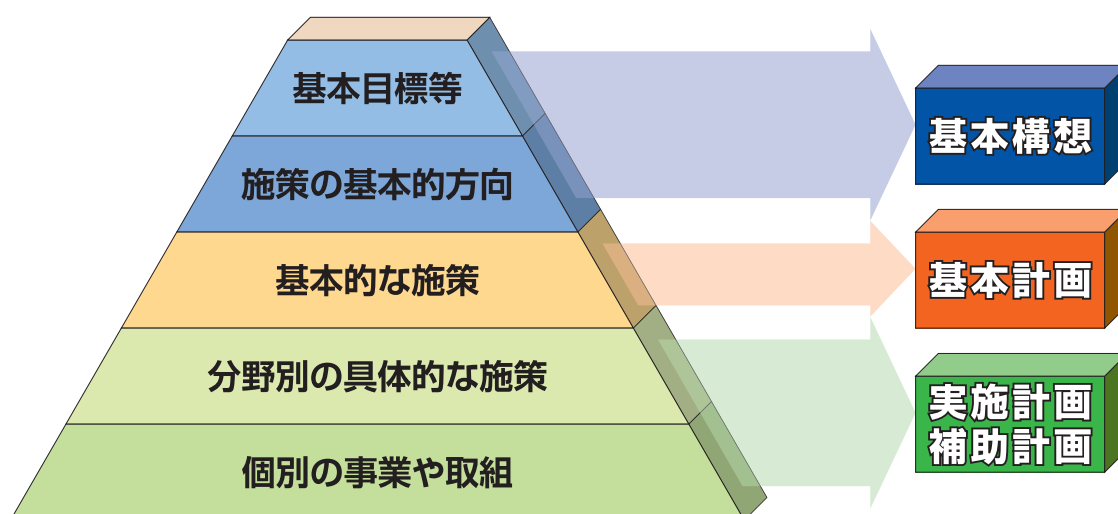 基本目標等
施策の基本的方向
基本的な施策
分野別の具体的な施策
個別の事業や取組
基本構想
基本計画
実施計画
補助計画